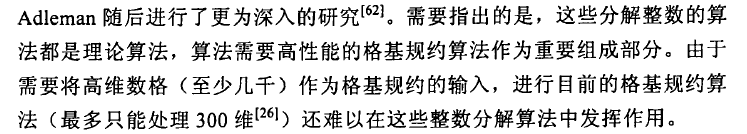 Adleman 随后进行了更为深入的研究[62]。需要指出的是，这些分解整数的算
法都是理论算法，算法需要高性能的格基规约算法作为重要组成部分。由于
需要将高维数格（至少几千）作为格基规约的输入，进行目前的格基规约算
法（最多只能处理 300 维[26]）还难以在这些整数分解算法中发挥作用。